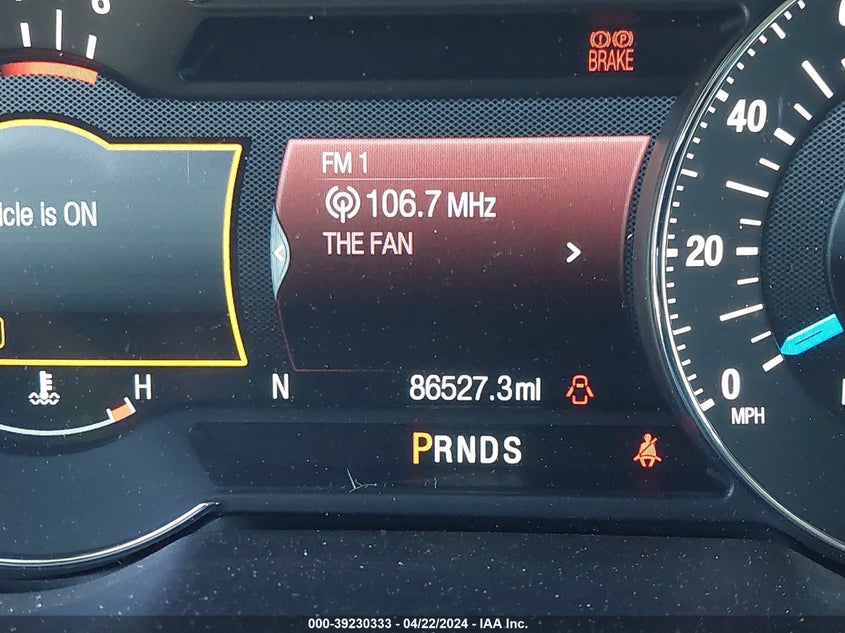 6
BRAKE
40
FM 1
106.7 MHz
icle is ON
THE FAN
20
H
N
86527.3mi
0
MPH
PRNDS
000-39230333 - 04/22/2024 - IAA Inc.